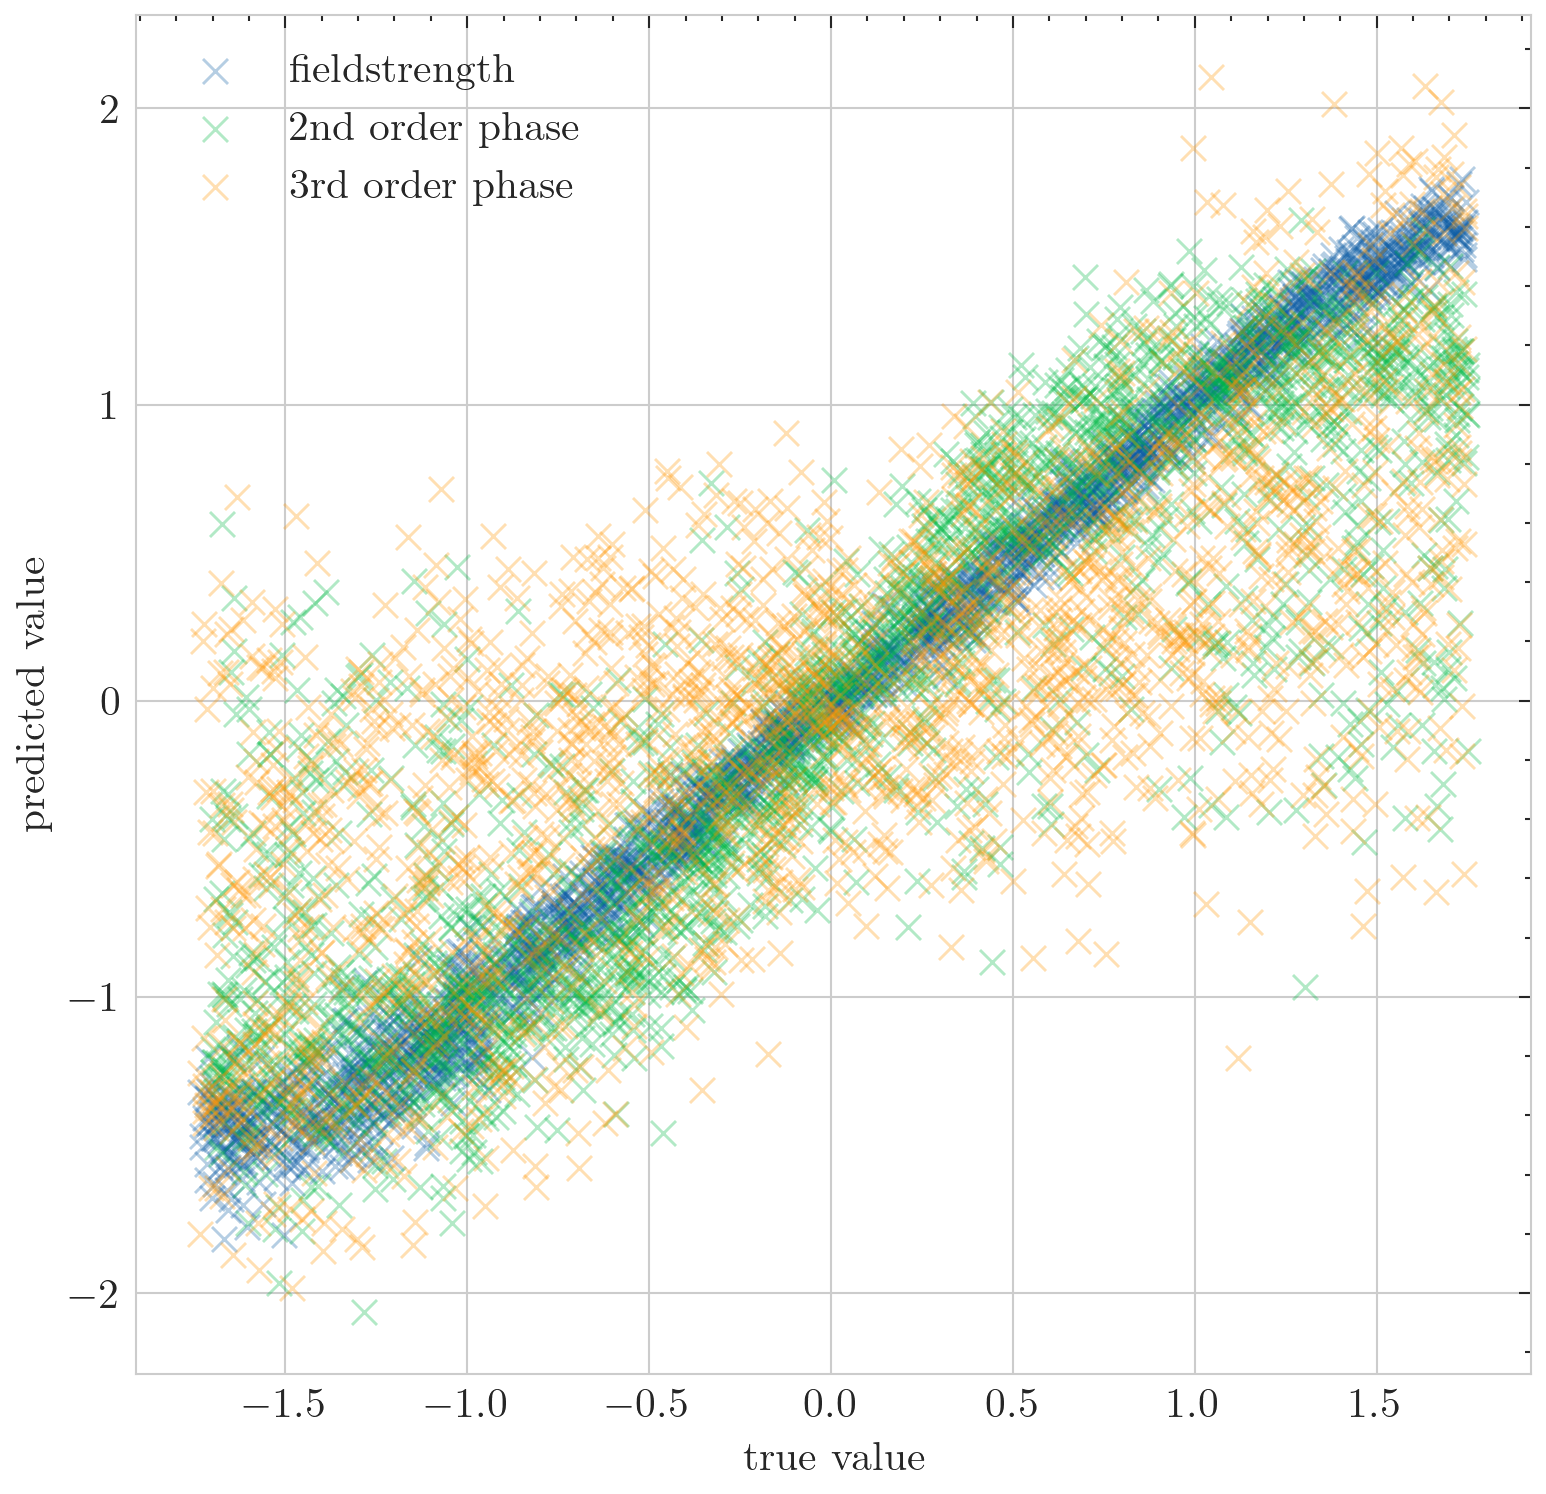 fieldstrength
2nd order phase
3rd order phase
2
1
0
−1
−2
predicted value
−1.5 −1.0 −0.5 0.0 0.5 1.0 1.5
true value